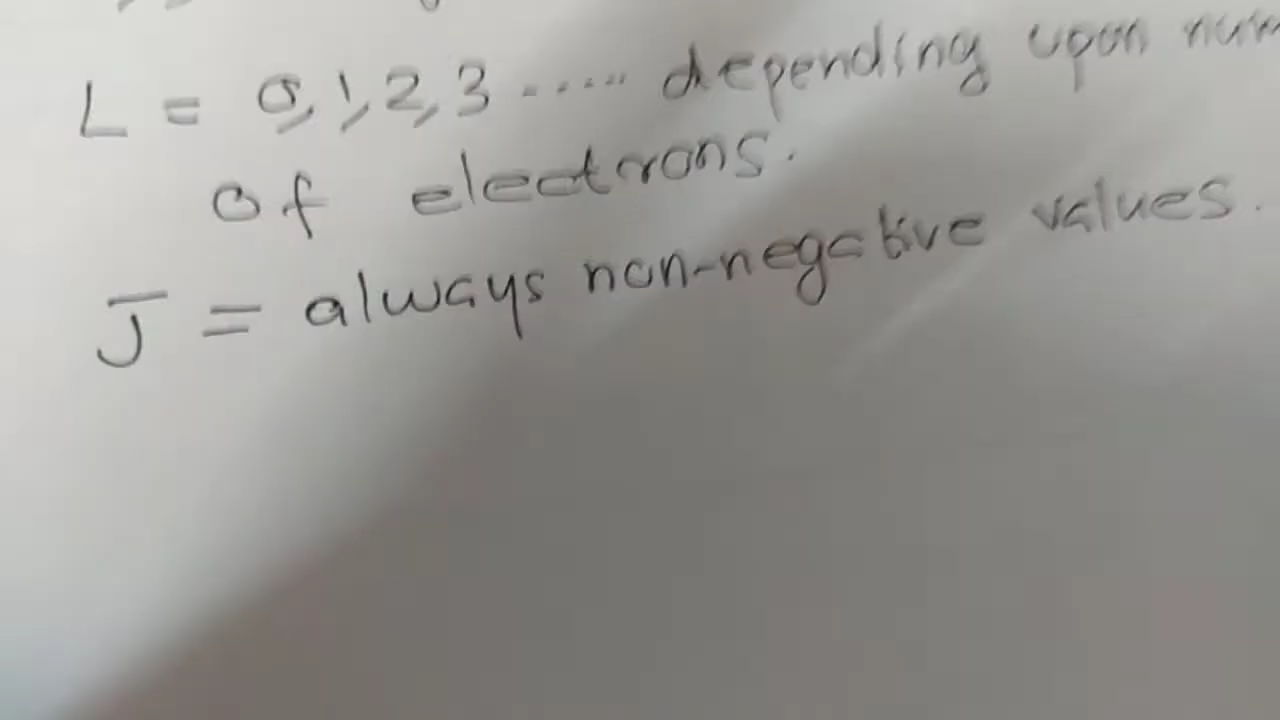 L = 0,1,2,3 ..... depending upon
of electrons.
J = always non-negative values.